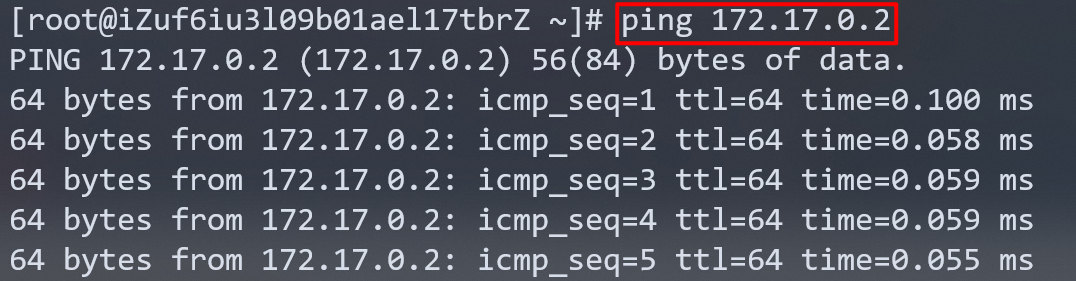 [root@iZuf6iu3l09b01ael17tbrZ ~]# ping 172.17.0.2
PING 172.17.0.2 (172.17.0.2) 56(84) bytes of data.
64 bytes from 172.17.0.2: icmp_seq=1 ttl=64 time=0.100 ms
64 bytes from 172.17.0.2: icmp_seq=2 ttl=64 time=0.058 ms
64 bytes from 172.17.0.2: icmp_seq=3 ttl=64 time=0.059 ms
64 bytes from 172.17.0.2: icmp_seq=4 ttl=64 time=0.059 ms
64 bytes from 172.17.0.2: icmp_seq=5 ttl=64 time=0.055 ms